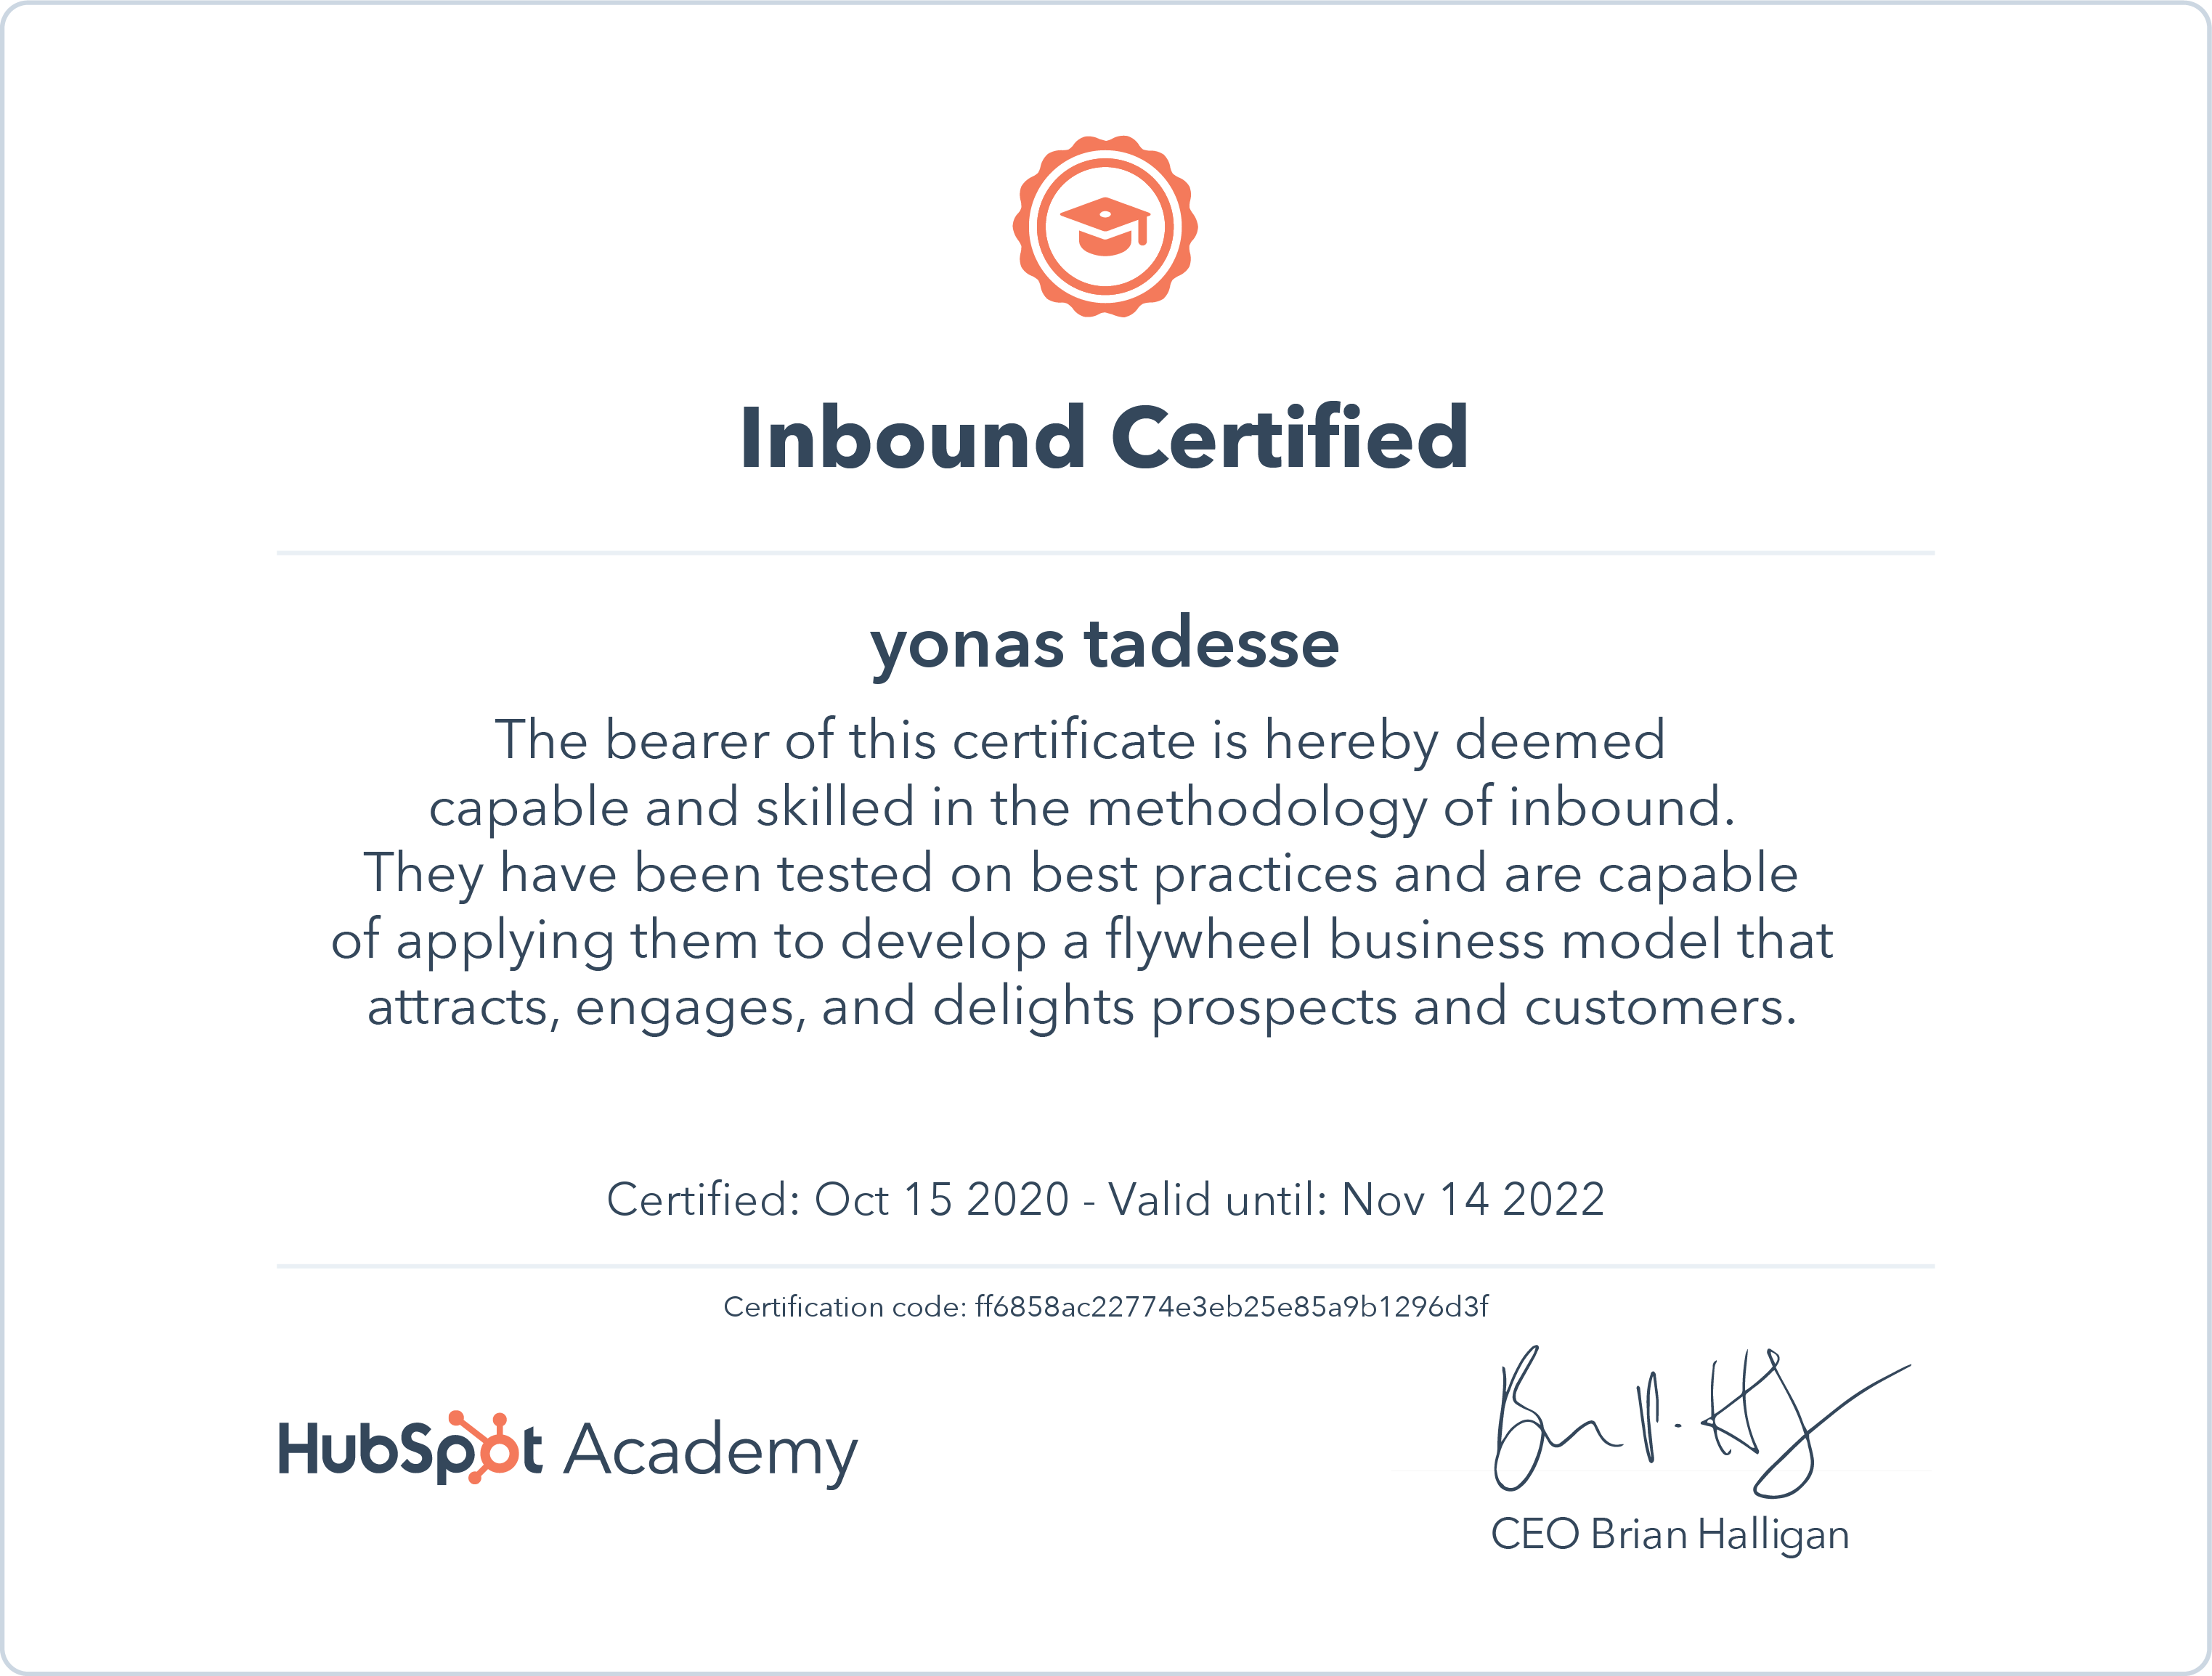 Inbound Certified
yonas tadesse
The bearer of this certificate is hereby deemed
capable and skilled in the methodology of inbound.
They have been tested on best practices and are capable
of applying them to develop a flywheel business model that
attracts, engages, and delights prospects and customers.
Certified: Oct 15 2020 - Valid until: Nov 14 2022
Certification code: ff6858ac22774e3eb25e85a9b1296d3f
HubSpot Academy
CEO Brian Halligan